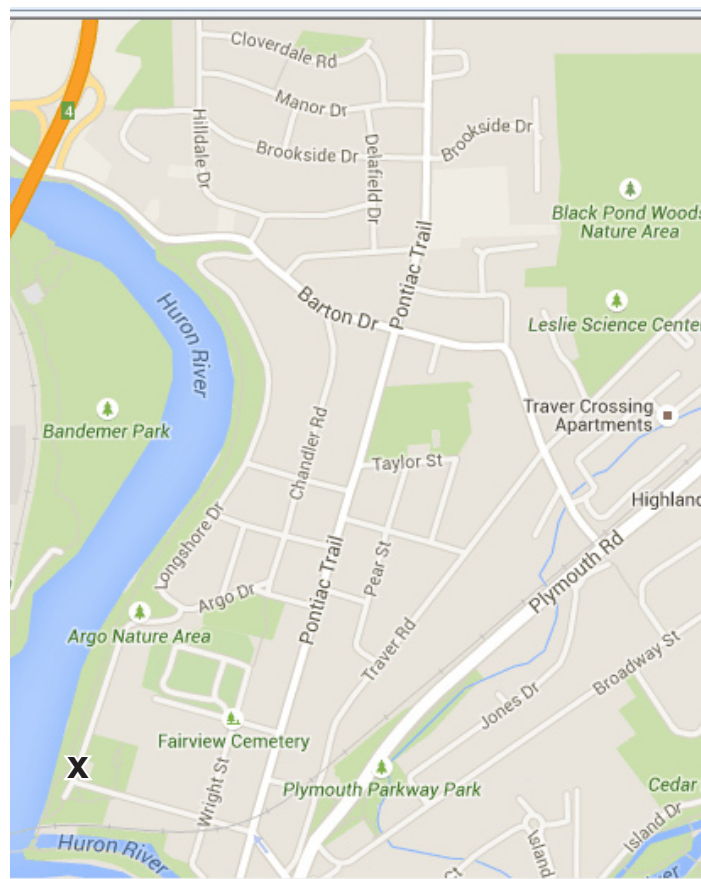 Cloverdale Rd
4
Manor Dr
Hilldale Dr
Brookside Dr
Brookside Dr
Delafield Dr
Black Pond Woods
Nature Area
Pontiac Trail
Huron
River
Barton Dr
Leslie Science Center
Traver Crossing
Apartments
Bandemer Park
Chandler Rd
Taylor St
Highland
Longshore Dr
Pontiac Trail
Pear St
Plymouth Rd
Argo Dr
Argo Nature Area
Traver Rd
Broadway St
Jones Dr
Fairview Cemetery
X
Wright St
Plymouth Parkway Park
Cedar
Island Dr
Huron River
Island
Ct